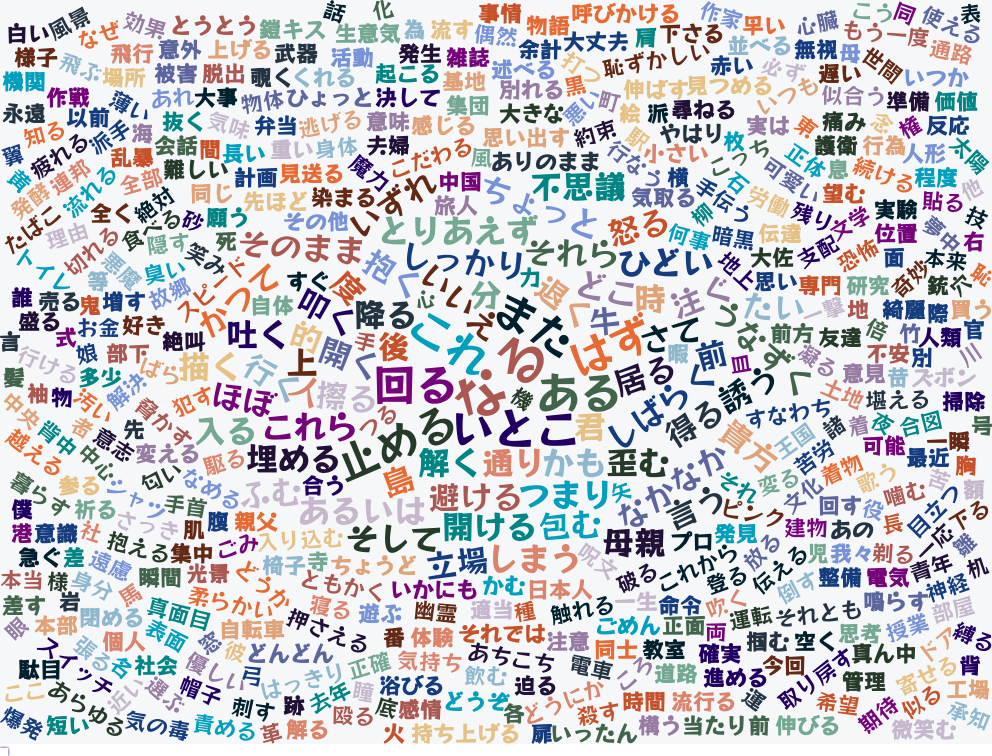 白い 風景 なぜ 効果 とうとう 鎧 キス 話 生意気 化 為 流す 偶然 事情 物語 呼びかける 作家 早い 心臓 こう 同 使える 表
様子 飛ぶ 飛行 意外 上げる 武器 活動 発生 雑誌 余計 大丈夫 肩 下さる 並べる 無視 母 もう一度 通路
機関 場所 被害 脱出 覗く くれる 起こる 基地 述べる 打つ 恥ずかしい 赤い 必ず 遅い 世間 いつか
永遠 作戦 薄い あれ 大事 物体 ひょっと 決して 集団 別れる 黒 伸ばす 見つめる いつも 似合う 準備 価値
知る 以前 派手 海 抜く 気味 弁当 逃げる 意味 感じる 大きな 悪い 町 絵 派 尋ねる 実は 東 痛み 念 権 反応
翼 疲れる 乱暴 会話 間 長い 重い 身体 夫婦 こだわる 風 思い出す 約束 駅 やはり 枚 こっち 正体 護衛 行為 人形 太陽
蛮 発酵 連邦 流れる 全部 難しい 計画 見送る 魔力 ありのまま 行なう 小さい 横 石 可愛い 息 続ける 程度 他
たばこ 全く 絶対 同じ 先ほど 染まる いずれ 中国 旅人 ちょっと 不思議 気取る 手伝う 労働 残り 望む 文学 実験 貼る 技
理由 切れる 食べる 砂 願う その他 とりあえず 怒る 何事 柳 暗黒 伝達 支配 位置 夢中 右
トイレ 悪魔 隠す 笑み 死 そのまま 抱く しっかり それら ひどい 地上 大佐 恐怖 面 本来 恥
誰 等 臭い 故郷 スピード かつて すぐ 度 心 いいえ 分 力 退く どこ 時 注ぐ 思い 専門 研究 奇妙 銃
盛る 売る 鬼 増す 自体 叩く 降る これ また 牛 はず さて うなずく たい 一撃 地 綺麗 際 買う
言 式 お金 好き 絶叫 吐く 的 開く 手 後 なる 暇 前 目 前方 友達 倍 竹 人類 官
行ける 娘 部下 ばら 描く 行く 上 回る 機 ある 居る しばらく 誘う 凝る 不安 別 川
髪 袖 物 多少 解決 犯す ほぼ 人 擦る つる いとこ 君 得る すなわち 土地 意見 苗 ズボン 堪える 掃除
中央 汚い 者 脅かす 入る これら 止める 貴方 王国 諸 着 本 合図 号
越える 背中 中心 意志 先 変える 駆る 埋める 合う 島 解く 通り かも 歪む なかなか それ 苦労 可能 一瞬
暮らす 参る シャツ 匂い なめる ふむ 避ける つまり 矢 変る 文化 着物 歌う 最近 胸
僕 祈る さっき 手首 腹 親父 あるいは 言う ピンク 回す 役 噛む 苦 額
港 意識 社 抱える 肌 ごみ 入り込む そして 開ける 包む 母親 プロ 発見 建物 あの 長 目立つ 一応 下る
急ぐ 差 遠慮 集中 椅子 寺 ちょうど 立場 しまう 呪文 これから 放る 伝える 児 我々 剃る 青年 雛
本当 様 身分 馬 瞬間 光景 どうか ともかく いかにも かむ 日本人 破る 登る 倒す 整備 電気 神経 机
差す 岩 閉める 真面目 柔らかい 寝る 遊ぶ 幽霊 適当 種 触れる 一生 命令 吹く 運転 それとも 鳴らす 部屋
眼 本部 個人 表面 窓 自転車 押さえる 番 体験 それでは 注意 ごめん 正面 両 掴む 空く 思考 授業 ドア 縛る
駄目 スイッチ 張る 名 社会 優しい 彼 どんどん 正確 気持ち あちこち 同士 教室 確実 今回 真ん中 背
ここ あらゆる 近い 選ぶ 帽子 弓 はっきり 瞳 浴びる 飲む 迫る 電車 ころ 道路 進める 運 取り戻す 管理 寄せる 工場
爆発 短い 気の毒 責める 刺す 跡 去年 殴る 底 感情 どうぞ 各 どうにか 殺す 時間 流行る 希望 期待 似る 承知
革 解る 火 持ち上げる 扉 いったん 構う 当たり前 伸びる 微笑む